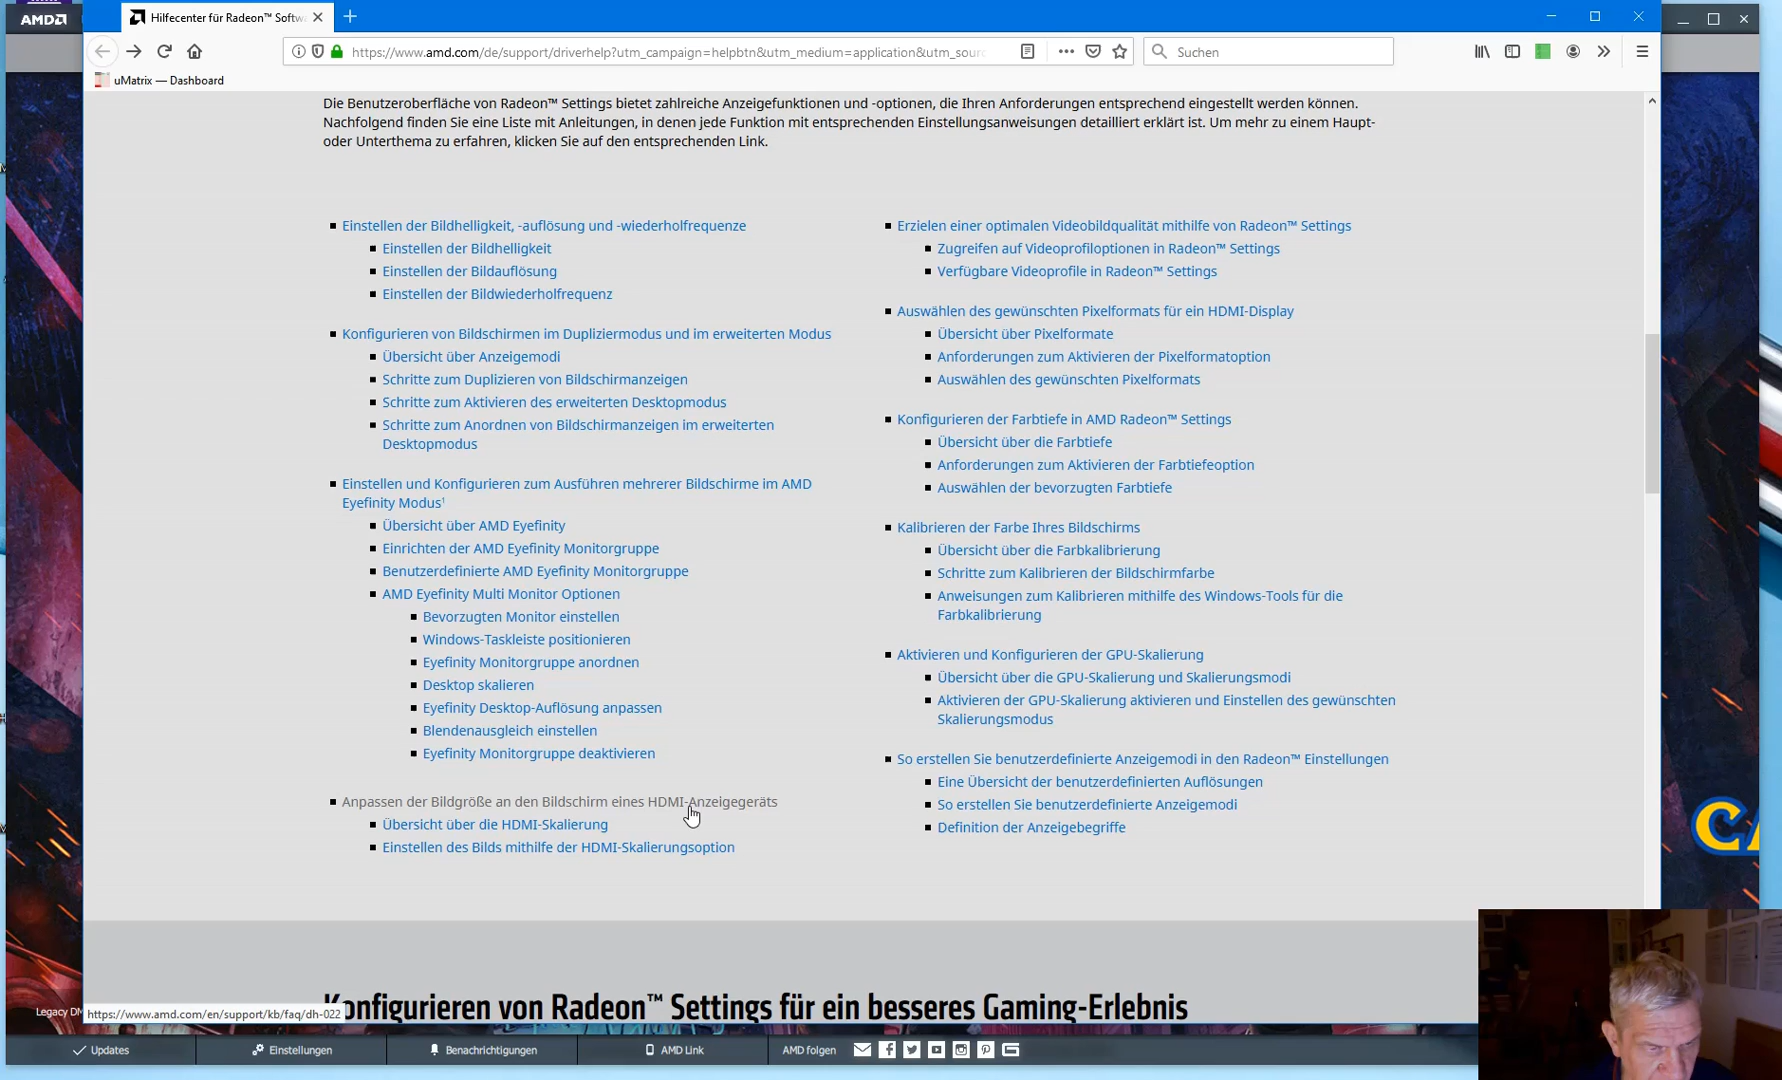 AMD
Hilfecenter für Radeon™ Softw
https://www.amd.com/de/support/driverhelp?utm_campaign=helpbtn&utm_medium=application&utm_sour
Suchen
uMatrix — Dashboard
Die Benutzeroberfläche von Radeon™ Settings bietet zahlreiche Anzeigefunktionen und -optionen, die Ihren Anforderungen entsprechend eingestellt werden können.
Nachfolgend finden Sie eine Liste mit Anleitungen, in denen jede Funktion mit entsprechenden Einstellungsanweisungen detailliert erklärt ist. Um mehr zu einem Haupt-
oder Unterthema zu erfahren, klicken Sie auf den entsprechenden Link.
Einstellen der Bildhelligkeit, -auflösung und -wiederholfrequenze
Einstellen der Bildhelligkeit
Einstellen der Bildauflösung
Einstellen der Bildwiederholfrequenz
Konfigurieren von Bildschirmen im Dupliziermodus und im erweiterten Modus
Übersicht über Anzeigemodi
Schritte zum Duplizieren von Bildschirmanzeigen
Schritte zum Aktivieren des erweiterten Desktopmodus
Schritte zum Anordnen von Bildschirmanzeigen im erweiterten
Desktopmodus
Einstellen und Konfigurieren zum Ausführen mehrerer Bildschirme im AMD
Eyefinity Modus¹
Übersicht über AMD Eyefinity
Einrichten der AMD Eyefinity Monitorgruppe
Benutzerdefinierte AMD Eyefinity Monitorgruppe
AMD Eyefinity Multi Monitor Optionen
Bevorzugten Monitor einstellen
Windows-Taskleiste positionieren
Eyefinity Monitorgruppe anordnen
Desktop skalieren
Eyefinity Desktop-Auflösung anpassen
Blendenausgleich einstellen
Eyefinity Monitorgruppe deaktivieren
Anpassen der Bildgröße an den Bildschirm eines HDMI-Anzeigegeräts
Übersicht über die HDMI-Skalierung
Einstellen des Bilds mithilfe der HDMI-Skalierungsoption
Erzielen einer optimalen Videobildqualität mithilfe von Radeon™ Settings
Zugreifen auf Videoprofiloptionen in Radeon™ Settings
Verfügbare Videoprofile in Radeon™ Settings
Auswählen des gewünschten Pixelformats für ein HDMI-Display
Übersicht über Pixelformate
Anforderungen zum Aktivieren der Pixelformatoption
Auswählen des gewünschten Pixelformats
Konfigurieren der Farbtiefe in AMD Radeon™ Settings
Übersicht über die Farbtiefe
Anforderungen zum Aktivieren der Farbtiefeoption
Auswählen der bevorzugten Farbtiefe
Kalibrieren der Farbe Ihres Bildschirms
Übersicht über die Farbkalibrierung
Schritte zum Kalibrieren der Bildschirmfarbe
Anweisungen zum Kalibrieren mithilfe des Windows-Tools für die
Farbkalibrierung
Aktivieren und Konfigurieren der GPU-Skalierung
Übersicht über die GPU-Skalierung und Skalierungsmodi
Aktivieren der GPU-Skalierung aktivieren und Einstellen des gewünschten
Skalierungsmodus
So erstellen Sie benutzerdefinierte Anzeigemodi in den Radeon™ Einstellungen
Eine Übersicht der benutzerdefinierten Auflösungen
So erstellen Sie benutzerdefinierte Anzeigemodi
Definition der Anzeigebegriffe
CA
Konfigurieren von Radeon™ Settings für ein besseres Gaming-Erlebnis
Legacy DM
https://www.amd.com/en/support/kb/faq/dh-022
Updates
Einstellungen
Benachrichtigungen
AMD Link
AMD folgen